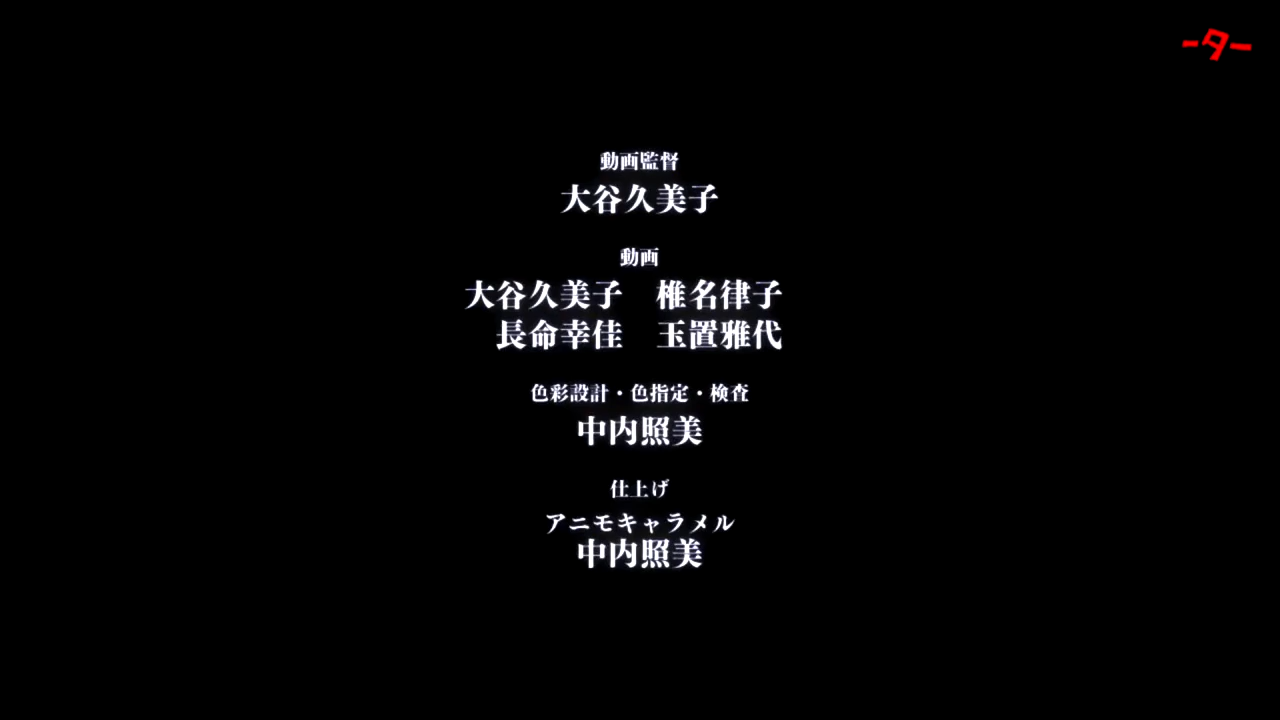 ーター
動画監督
大谷久美子
動画
大谷久美子　椎名律子
長命幸佳　玉置雅代
色彩設計・色指定・検査
中内照美
仕上げ
アニモキャラメル
中内照美